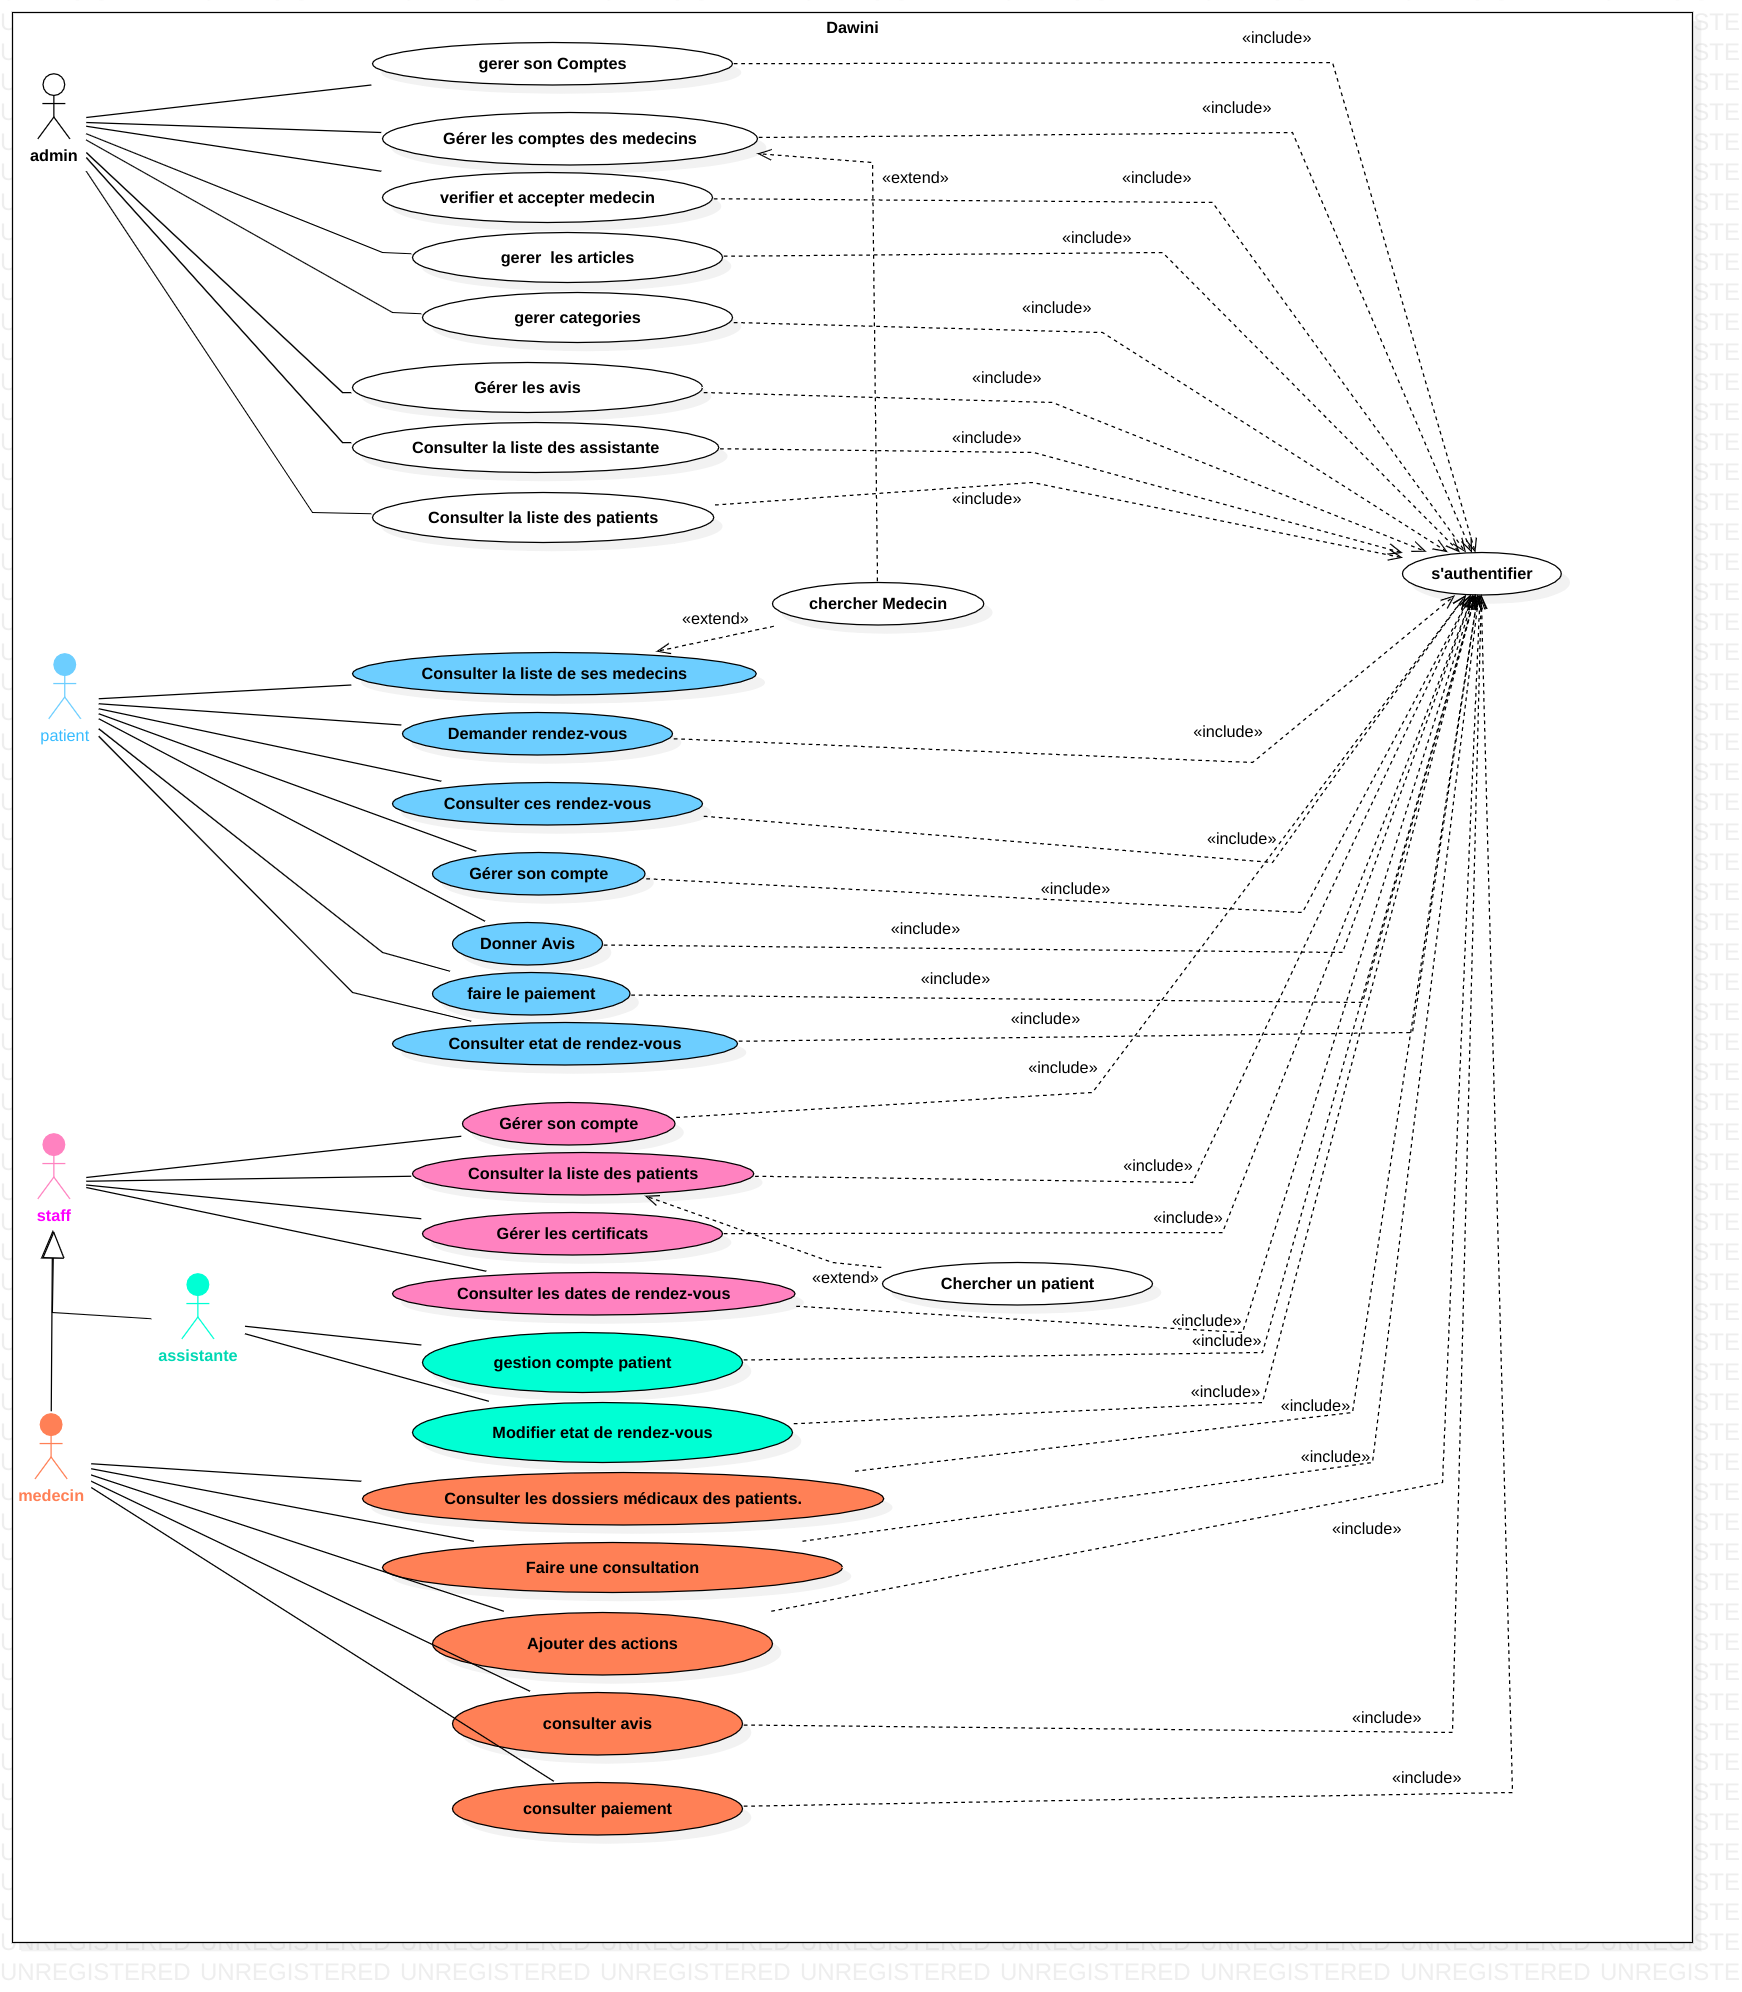 Dawini
«include»
gerer son Comptes
«include»
admin
Gérer les comptes des medecins
«extend»
«include»
verifier et accepter medecin
«include»
gerer  les articles
«include»
gerer categories
«include»
Gérer les avis
«include»
Consulter la liste des assistante
«include»
Consulter la liste des patients
s'authentifier
chercher Medecin
«extend»
Consulter la liste de ses medecins
patient
Demander rendez-vous
«include»
Consulter ces rendez-vous
«include»
Gérer son compte
«include»
Donner Avis
«include»
faire le paiement
«include»
Consulter etat de rendez-vous
«include»
«include»
Gérer son compte
Consulter la liste des patients
«include»
staff
Gérer les certificats
«include»
«extend»
Chercher un patient
Consulter les dates de rendez-vous
«include»
assistante
gestion compte patient
«include»
Modifier etat de rendez-vous
«include»
«include»
medecin
Consulter les dossiers médicaux des patients.
«include»
Faire une consultation
«include»
Ajouter des actions
consulter avis
«include»
consulter paiement
«include»
UNREGISTERED UNREGISTERED UNREGISTERED UNREGISTERED UNREGISTERED UNREGISTERED UNREGISTERED UNREGISTERED UNREGISTE